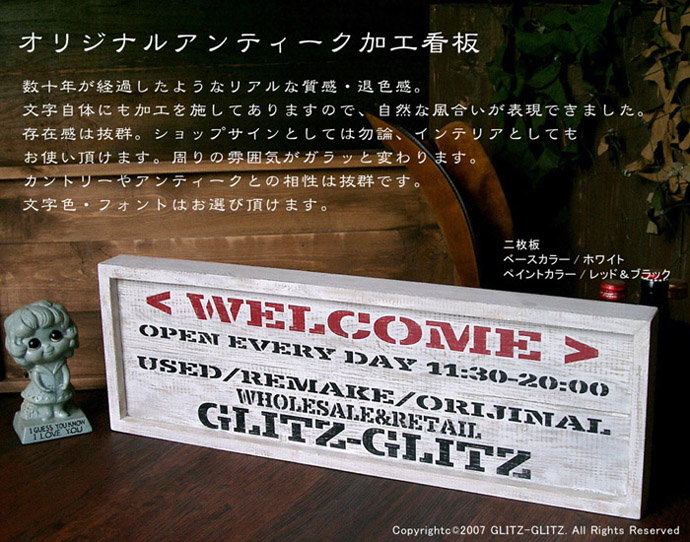 オリジナルアンティーク加工看板
数十年が経過したようなリアルな質感・退色感。
文字自体にも加工を施してありますので、自然な風合いが表現できました。
存在感は抜群。ショップサインとしては勿論、インテリアとしても
お使い頂けます。周りの雰囲気がガラッと変わります。
カントリーやアンティークとの相性は抜群です。
文字色・フォントはお選び頂けます。
二枚板
ベースカラー/ホワイト
ペイントカラー/レッド&ブラック
< WELCOME >
OPEN EVERY DAY 11:30-20:00
USED/REMAKE/ORIJINAL
WHOLESALE&RETAIL
GLITZ-GLITZ
I GUESS YOU KNOW
I LOVE YOU
Copyrightc©2007 GLITZ-GLITZ. All Rights Reserved